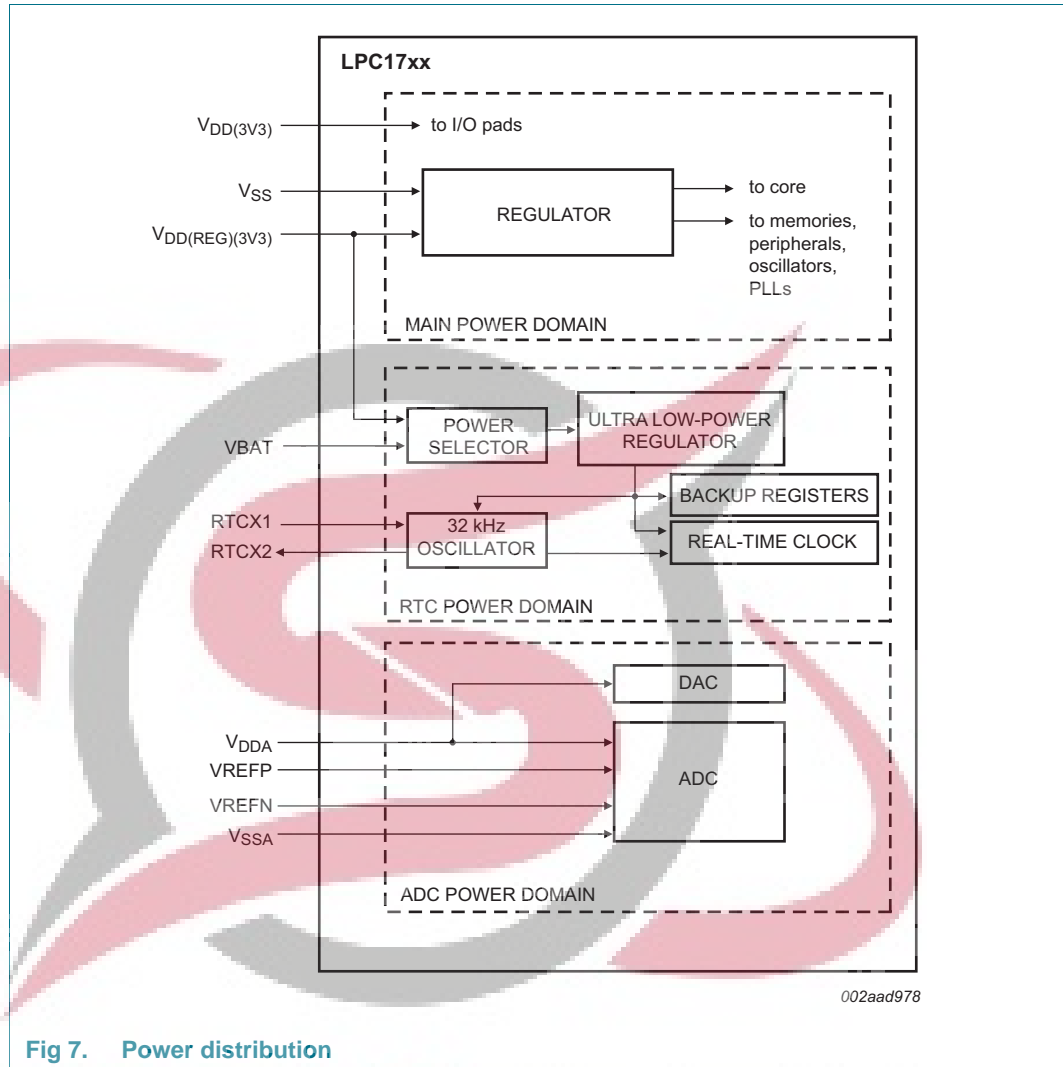 LPC17xx
VDD(3V3)
to I/O pads
VSS
REGULATOR
to core
VDD(REG)(3V3)
to memories,
peripherals,
oscillators,
PLLs
MAIN POWER DOMAIN
POWER
SELECTOR
ULTRA LOW-POWER
REGULATOR
VBAT
BACKUP REGISTERS
RTCX1
32 kHz
OSCILLATOR
RTCX2
REAL-TIME CLOCK
RTC POWER DOMAIN
DAC
VDDA
VREFP
ADC
VREFN
VSSA
ADC POWER DOMAIN
002aad978
Fig 7. Power distribution